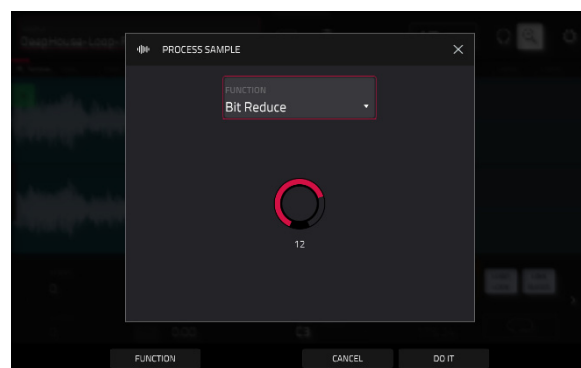 PROCESS SAMPLE
FUNCTION
Bit Reduce
12
FUNCTION
CANCEL
DO IT